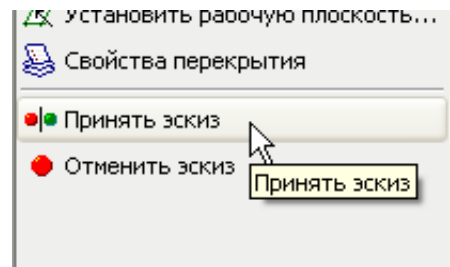 Установить рабочую плоскость...
Свойства перекрытия
Принять эскиз
Отменить эскиз
Принять эскиз